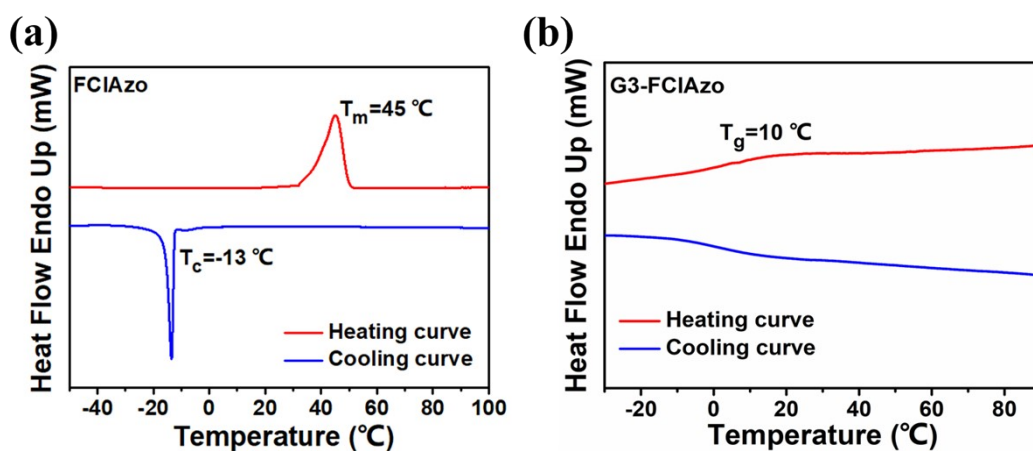 (a)
FClAzo
T_m=45 ℃
T_c=-13 ℃
Heating curve
Cooling curve
Heat Flow Endo Up (mW)
-40 -20 0 20 40 60 80 100
Temperature (℃)
(b)
G3-FClAzo
T_g=10 ℃
Heating curve
Cooling curve
Heat Flow Endo Up (mW)
-20 0 20 40 60 80
Temperature (℃)